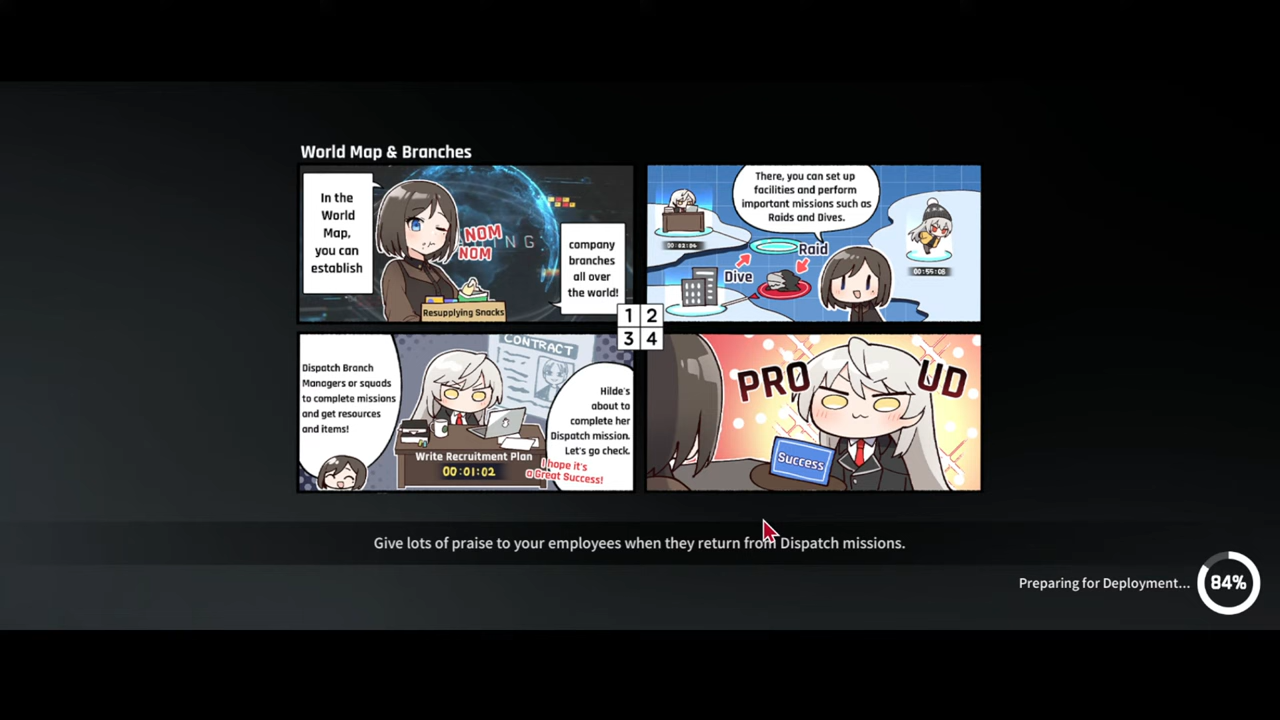 World Map & Branches
In the
World
Map,
you can
establish
NOM
NOM
company
branches
all over
the world!
Resupplying Snacks
There, you can set up
facilities and perform
important missions such as
Raids and Dives.
Raid
Dive
00:55:06
1 2
3 4
Dispatch Branch
Managers or squads
to complete missions
and get resources
and items!
CONTRACT
Hilde's
about to
complete her
Dispatch mission.
Let's go check.
I hope it's
a Great Success!
Write Recruitment Plan
00:01:02
PRO UD
Success
Give lots of praise to your employees when they return from Dispatch missions.
Preparing for Deployment...
84%